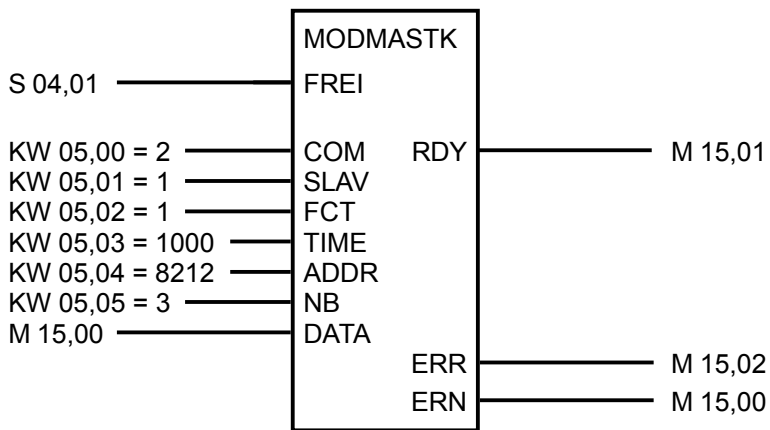 MODMASTK
S 04,01 FREI
KW 05,00 = 2 COM RDY M 15,01
KW 05,01 = 1 SLAV
KW 05,02 = 1 FCT
KW 05,03 = 1000 TIME
KW 05,04 = 8212 ADDR
KW 05,05 = 3 NB
M 15,00 DATA
ERR M 15,02
ERN M 15,00